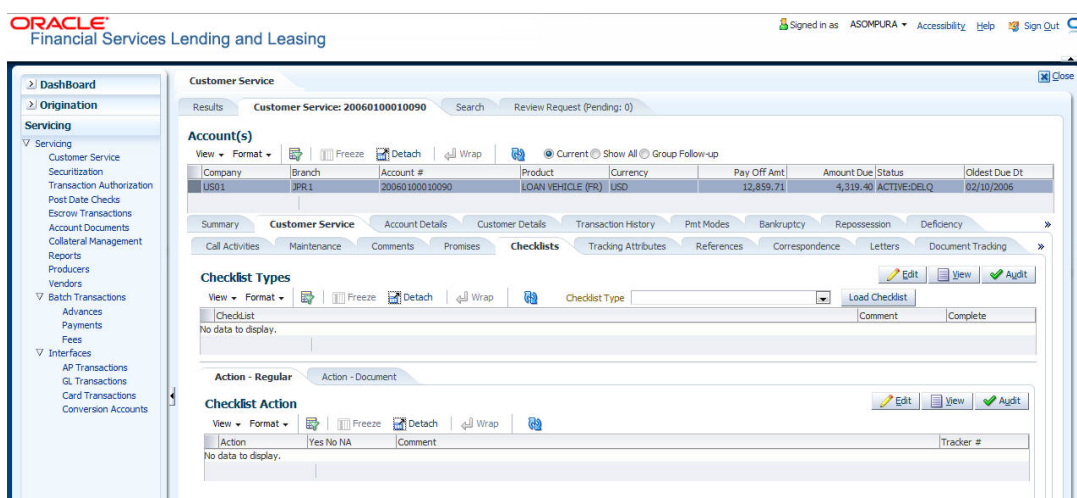 ORACLE
Signed in as ASOMPURA Accessibility Help Sign Out
Financial Services Lending and Leasing
Close
DashBoard
Origination
Servicing
Servicing
Customer Service
Securitization
Transaction Authorization
Post Date Checks
Escrow Transactions
Account Documents
Collateral Management
Reports
Producers
Vendors
Batch Transactions
Advances
Payments
Fees
Interfaces
AP Transactions
GL Transactions
Card Transactions
Conversion Accounts
Customer Service
Results Customer Service: 20060100010090 Search Review Request (Pending: 0)
Account(s)
View Format Freeze Detach Wrap Current Show All Group Follow-up
Company Branch Account # Product Currency Pay Off Amt Amount Due Status Oldest Due Dt
US01 JPR1 20060100010090 LOAN VEHICLE (FR) USD 12,859.71 4,319.40 ACTIVE:DELQ 02/10/2006
Summary Customer Service Account Details Customer Details Transaction History Pmt Modes Bankruptcy Repossession Deficiency »
Call Activities Maintenance Comments Promises Checklists Tracking Attributes References Correspondence Letters Document Tracking »
Checklist Types Edit View Audit
View Format Freeze Detach Wrap Checklist Type Load Checklist
CheckList Comment Complete
No data to display.
Action - Regular Action - Document
Checklist Action Edit View Audit
View Format Freeze Detach Wrap
Action Yes No NA Comment Tracker #
No data to display.